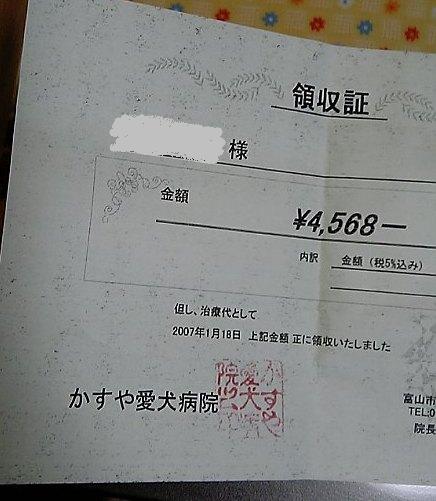 領収証
様
金額
¥4,568ー
内訳 金額（税5%込み）
但し、治療代として
2007年1月18日 上記金額 正に領収いたしました
かすや愛犬病院
富山市
TEL:0
院長